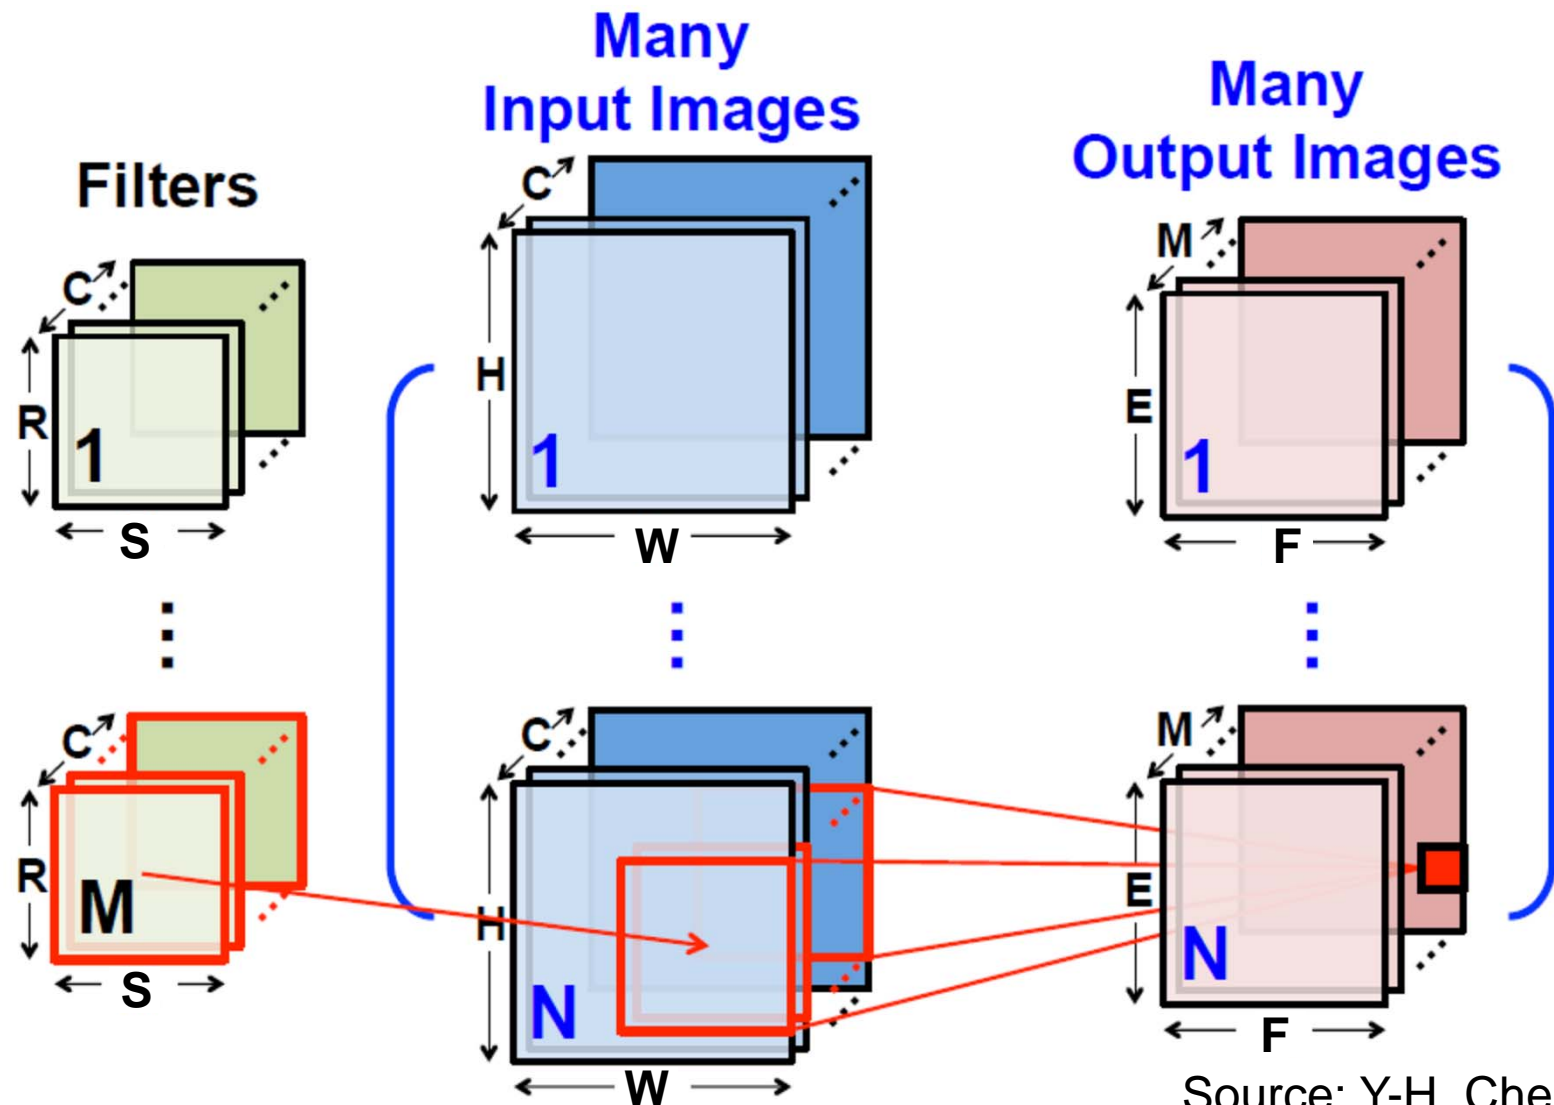 Many
Input Images
Many
Output Images
Filters
C
R
1
S
C
H
1
W
M
E
1
F
C
R
M
S
C
H
N
W
M
E
N
F
Source: Y-H. Che